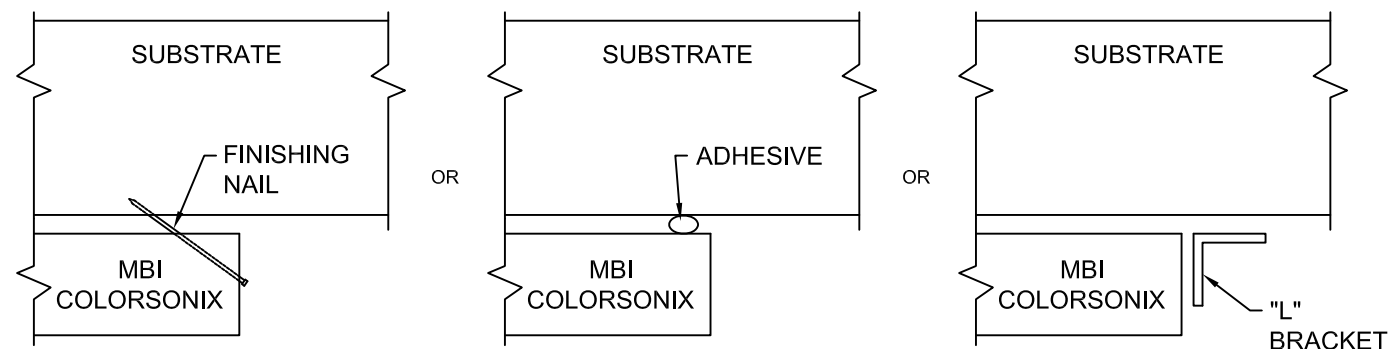 SUBSTRATE
FINISHING
NAIL
MBI
COLORSONIX
OR
SUBSTRATE
ADHESIVE
MBI
COLORSONIX
OR
SUBSTRATE
MBI
COLORSONIX
"L"
BRACKET